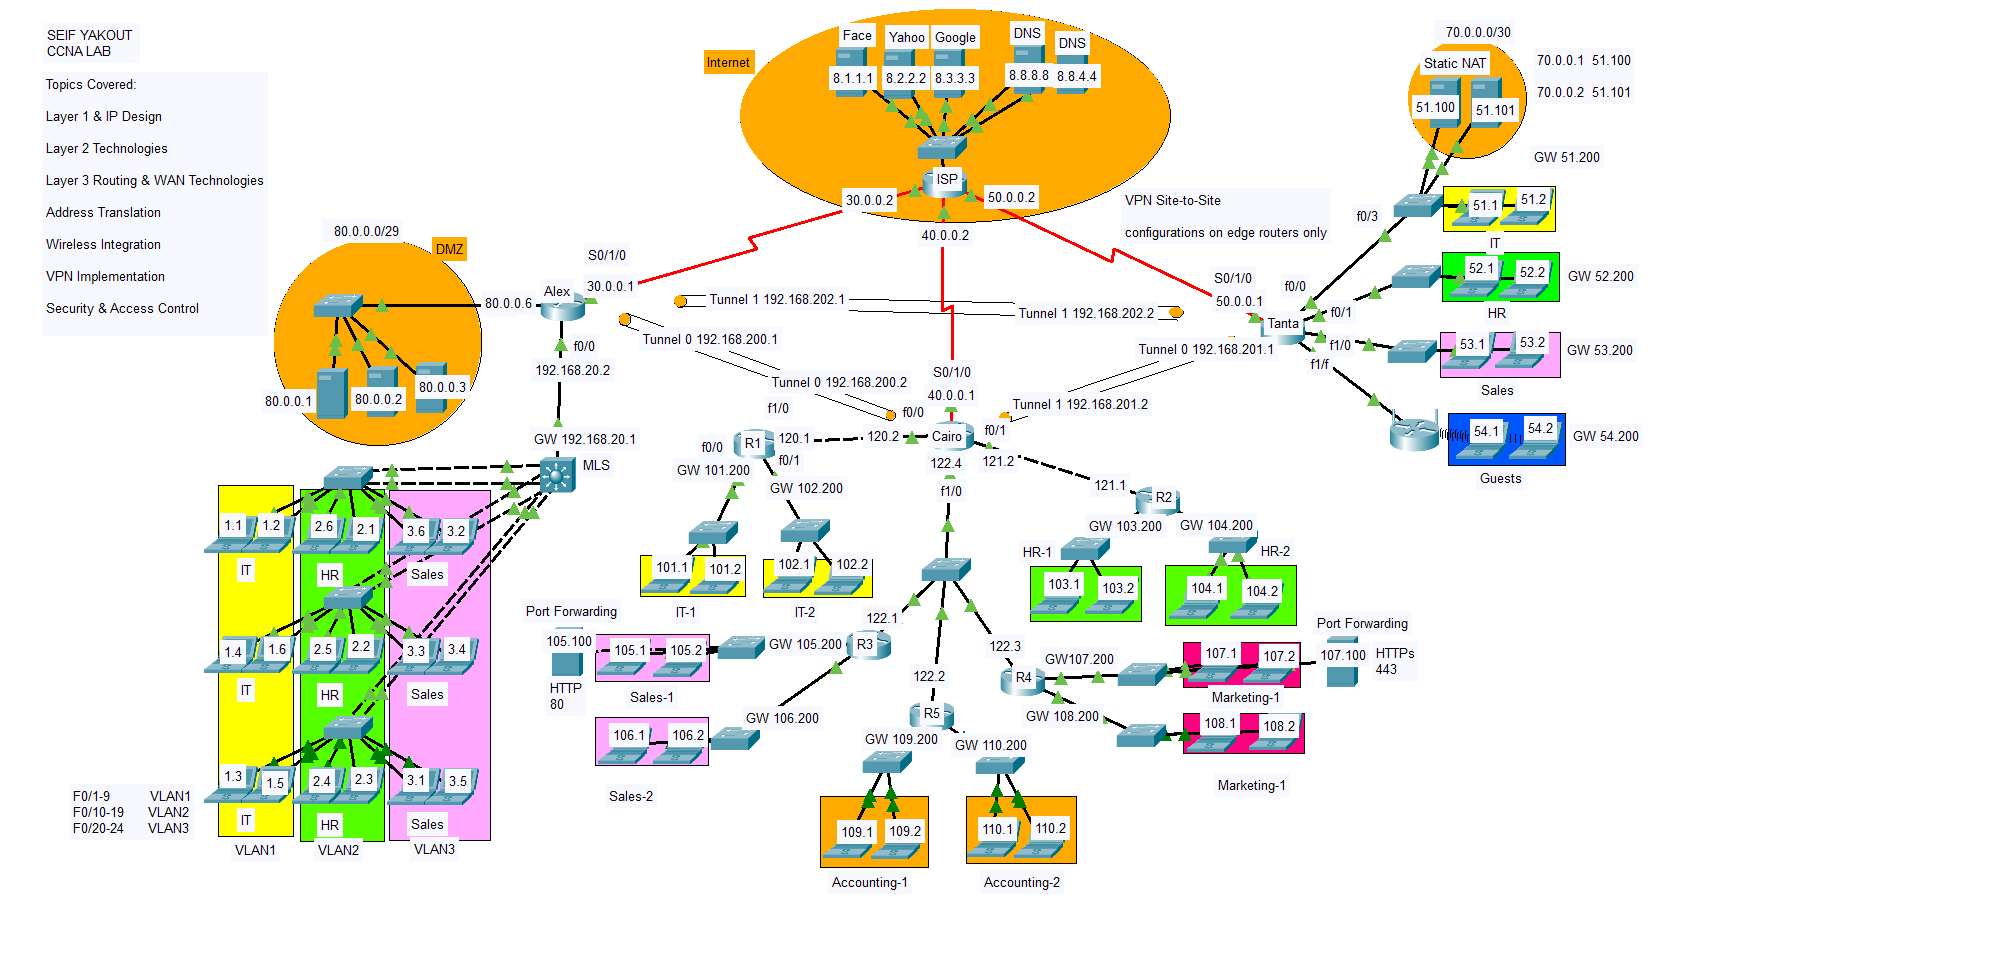 SEIF YAKOUT
CCNA LAB
Topics Covered:
Layer 1 & IP Design
Layer 2 Technologies
Layer 3 Routing & WAN Technologies
Address Translation
Wireless Integration
VPN Implementation
Security & Access Control
Internet
Face
Yahoo
Google
DNS
DNS
8.1.1.1
8.2.2.2
8.3.3.3
8.8.8.8
8.8.4.4
ISP
30.0.0.2
50.0.0.2
40.0.0.2
VPN Site-to-Site
configurations on edge routers only
70.0.0.0/30
Static NAT
70.0.0.1 51.100
70.0.0.2 51.101
51.100
51.101
GW 51.200
f0/3
51.1
51.2
IT
52.1
52.2
GW 52.200
HR
53.1
53.2
GW 53.200
Sales
54.1
54.2
GW 54.200
Guests
S0/1/0
50.0.0.1
f0/0
f0/1
f1/0
f1/f
Tanta
80.0.0.0/29
DMZ
80.0.0.6
80.0.0.1
80.0.0.2
80.0.0.3
S0/1/0
30.0.0.1
Alex
f0/0
192.168.20.2
GW 192.168.20.1
MLS
Tunnel 1 192.168.202.1
Tunnel 1 192.168.202.2
Tunnel 0 192.168.200.1
Tunnel 0 192.168.200.2
Tunnel 0 192.168.201.1
Tunnel 1 192.168.201.2
S0/1/0
40.0.0.1
f0/0
f0/1
Cairo
120.2
121.2
122.4
f1/0
f1/0
R1
120.1
f0/0
f0/1
GW 101.200
GW 102.200
101.1
101.2
IT-1
102.1
102.2
IT-2
121.1
R2
GW 103.200
GW 104.200
HR-1
103.1
103.2
HR-2
104.1
104.2
1.1
1.2
2.6
2.1
3.6
3.2
IT
HR
Sales
1.4
1.6
2.5
2.2
3.3
3.4
IT
HR
Sales
1.3
1.5
2.4
2.3
3.1
3.5
IT
HR
Sales
VLAN1
VLAN2
VLAN3
F0/1-9 VLAN1
F0/10-19 VLAN2
F0/20-24 VLAN3
Port Forwarding
105.100
HTTP
80
105.1
105.2
Sales-1
GW 105.200
122.1
R3
GW 106.200
106.1
106.2
Sales-2
122.2
R5
GW 109.200
GW 110.200
109.1
109.2
Accounting-1
110.1
110.2
Accounting-2
122.3
R4
GW107.200
GW 108.200
107.1
107.2
Marketing-1
108.1
108.2
Marketing-1
Port Forwarding
107.100
HTTPs
443